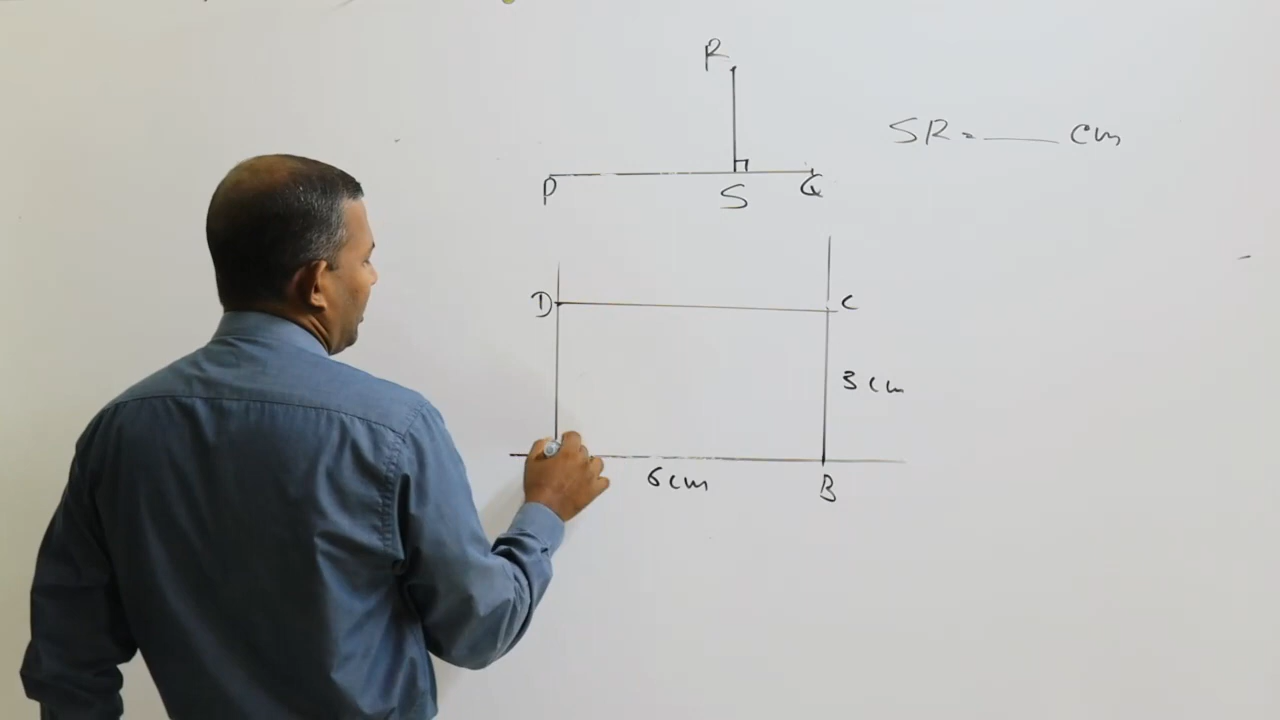 R
SR = ____ cm
P S Q
D C
3 cm
6 cm B